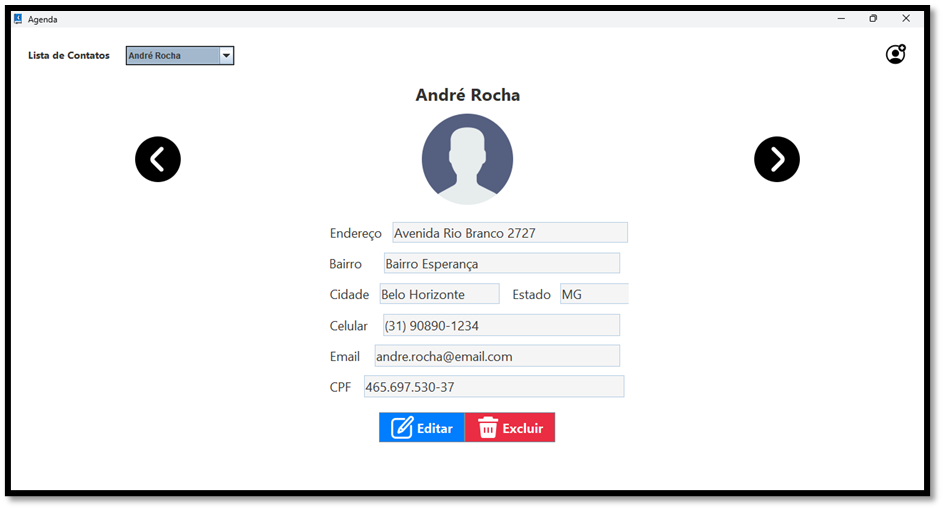 Agenda
Lista de Contatos André Rocha
André Rocha
Endereço Avenida Rio Branco 2727
Bairro Bairro Esperança
Cidade Belo Horizonte Estado MG
Celular (31) 90890-1234
Email andre.rocha@email.com
CPF 465.697.530-37
Editar Excluir